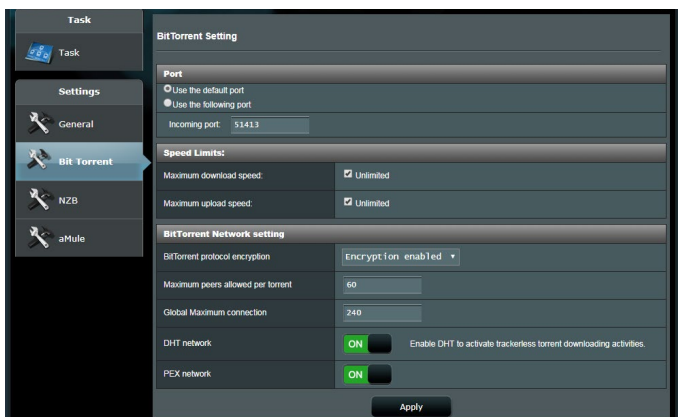 Task
Task
Settings
General
Bit Torrent
NZB
aMule
BitTorrent Setting
Port
Use the default port
Use the following port
Incoming port: 51413
Speed Limits:
Maximum download speed: Unlimited
Maximum upload speed: Unlimited
BitTorrent Network setting
BitTorrent protocol encryption Encryption enabled
Maximum peers allowed per torrent 60
Global Maximum connection 240
DHT network ON Enable DHT to activate trackerless torrent downloading activities.
PEX network ON
Apply